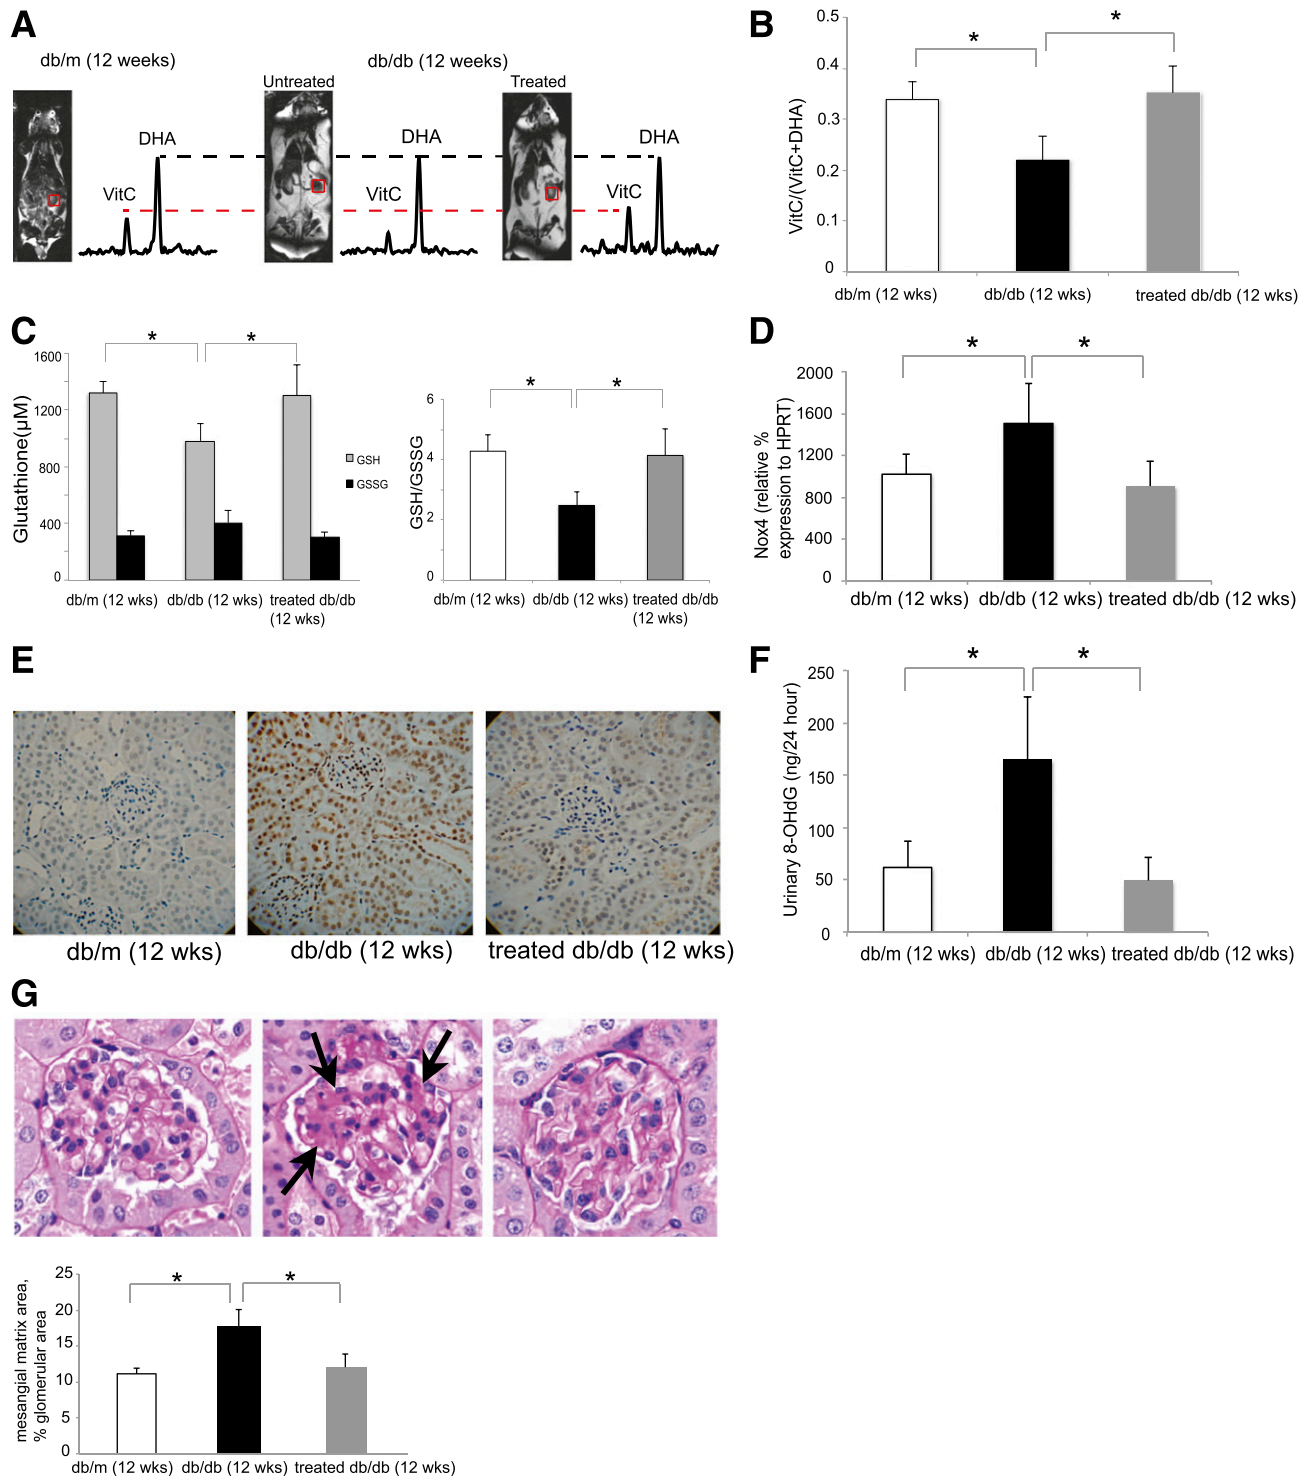 A
db/m (12 weeks)
db/db (12 weeks)
Untreated
Treated
DHA
DHA
DHA
VitC
VitC
VitC
B
VitC/(VitC+DHA)
0.5
0.4
0.3
0.2
0.1
0
*
*
db/m (12 wks)
db/db (12 wks)
treated db/db (12 wks)
C
Glutathione(µM)
1600
1200
800
400
0
*
*
GSH
GSSG
db/m (12 wks)
db/db (12 wks)
treated db/db
(12 wks)
GSH/GSSG
6
4
2
0
*
*
db/m (12 wks)
db/db (12 wks)
treated db/db
(12 wks)
D
Nox4 (relative %
expression to HPRT)
2000
1600
1200
800
400
0
*
*
db/m (12 wks)
db/db (12 wks)
treated db/db (12 wks)
E
db/m (12 wks)
db/db (12 wks)
treated db/db (12 wks)
F
Urinary 8-OHdG (ng/24 hour)
250
200
150
100
50
0
*
*
db/m (12 wks)
db/db (12 wks)
treated db/db (12 wks)
G
mesangial matrix area,
% glomerular area
25
20
15
10
5
0
*
*
db/m (12 wks)
db/db (12 wks)
treated db/db (12 wks)